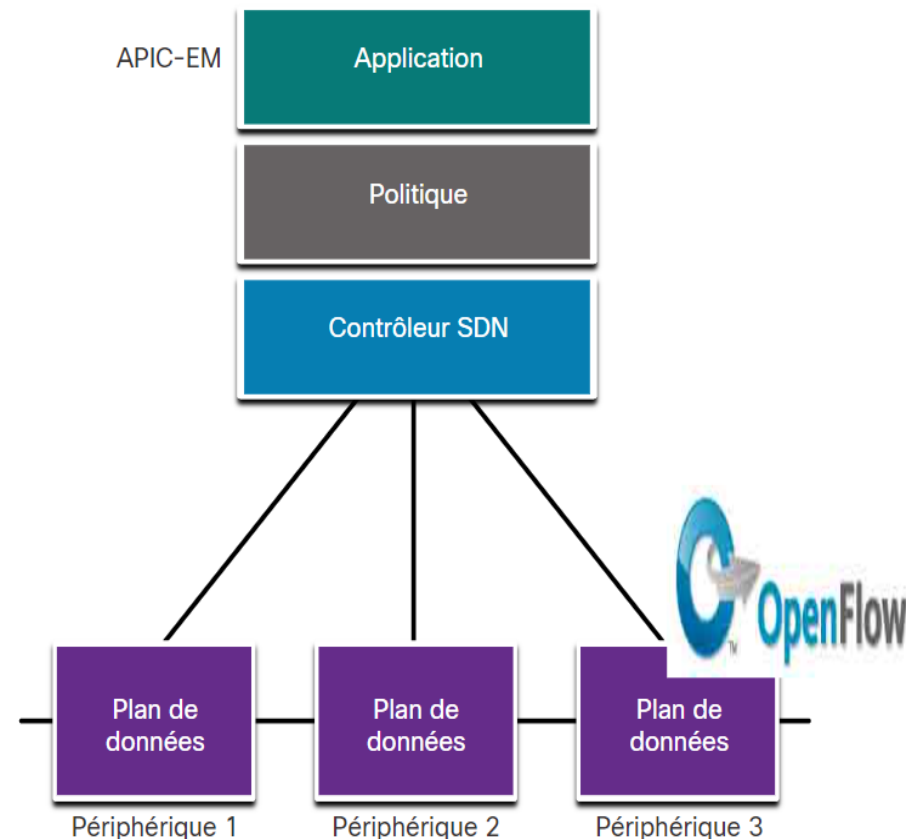 APIC-EM
Application
Politique
Contrôleur SDN
OpenFlow
TM
Plan de
données
Plan de
données
Plan de
données
Périphérique 1
Périphérique 2
Périphérique 3